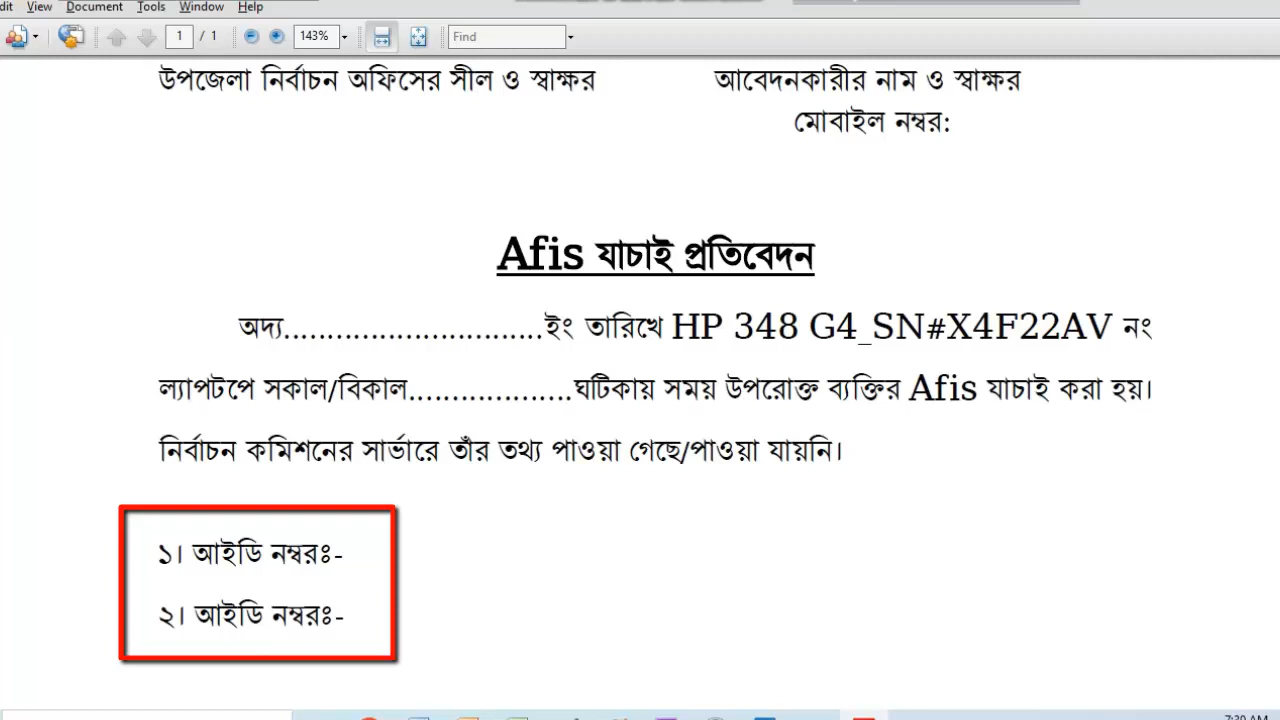 dit View Document Tools Window Help
1 / 1 143% Find
উপজেলা নির্বাচন অফিসের সীল ও স্বাক্ষর আবেদনকারীর নাম ও স্বাক্ষর
মোবাইল নম্বর:
Afis যাচাই প্রতিবেদন
অদ্য..............................ইং তারিখে HP 348 G4_SN#X4F22AV নং
ল্যাপটপে সকাল/বিকাল...................ঘটিকায় সময় উপরোক্ত ব্যক্তির Afis যাচাই করা হয়।
নির্বাচন কমিশনের সার্ভারে তাঁর তথ্য পাওয়া গেছে/পাওয়া যায়নি।
১। আইডি নম্বরঃ-
২। আইডি নম্বরঃ-